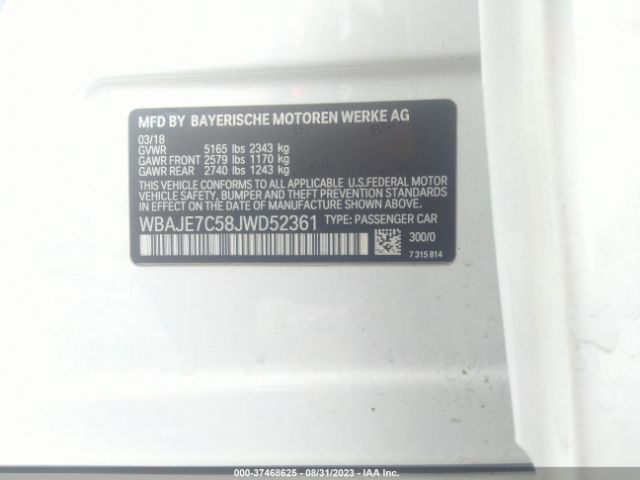 MFD BY BAYERISCHE MOTOREN WERKE AG
03/18
GVWR 5165 lbs 2343 kg
GAWR FRONT 2579 lbs 1170 kg
GAWR REAR 2740 lbs 1243 kg
THIS VEHICLE CONFORMS TO ALL APPLICABLE U.S.FEDERAL MOTOR
VEHICLE SAFETY, BUMPER AND THEFT PREVENTION STANDARDS IN
EFFECT ON THE DATE OF MANUFACTURE SHOWN ABOVE.
WBAJE7C58JWD52361 TYPE: PASSENGER CAR
300/0
7 315 814
000-37468625 - 08/31/2023 - IAA Inc.